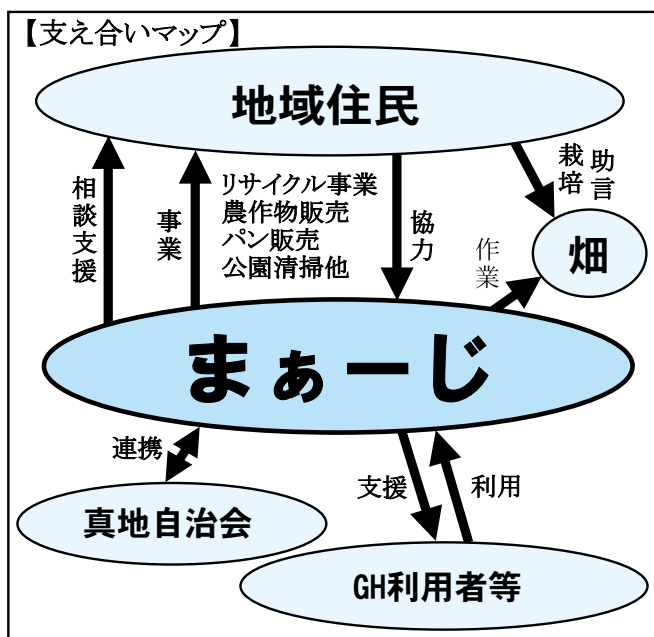 【支え合いマップ】
地域住民
相談支援
事業
リサイクル事業
農作物販売
パン販売
公園清掃他
協力
助言
栽培
畑
作業
まぁーじ
連携
真地自治会
支援
利用
GH利用者等